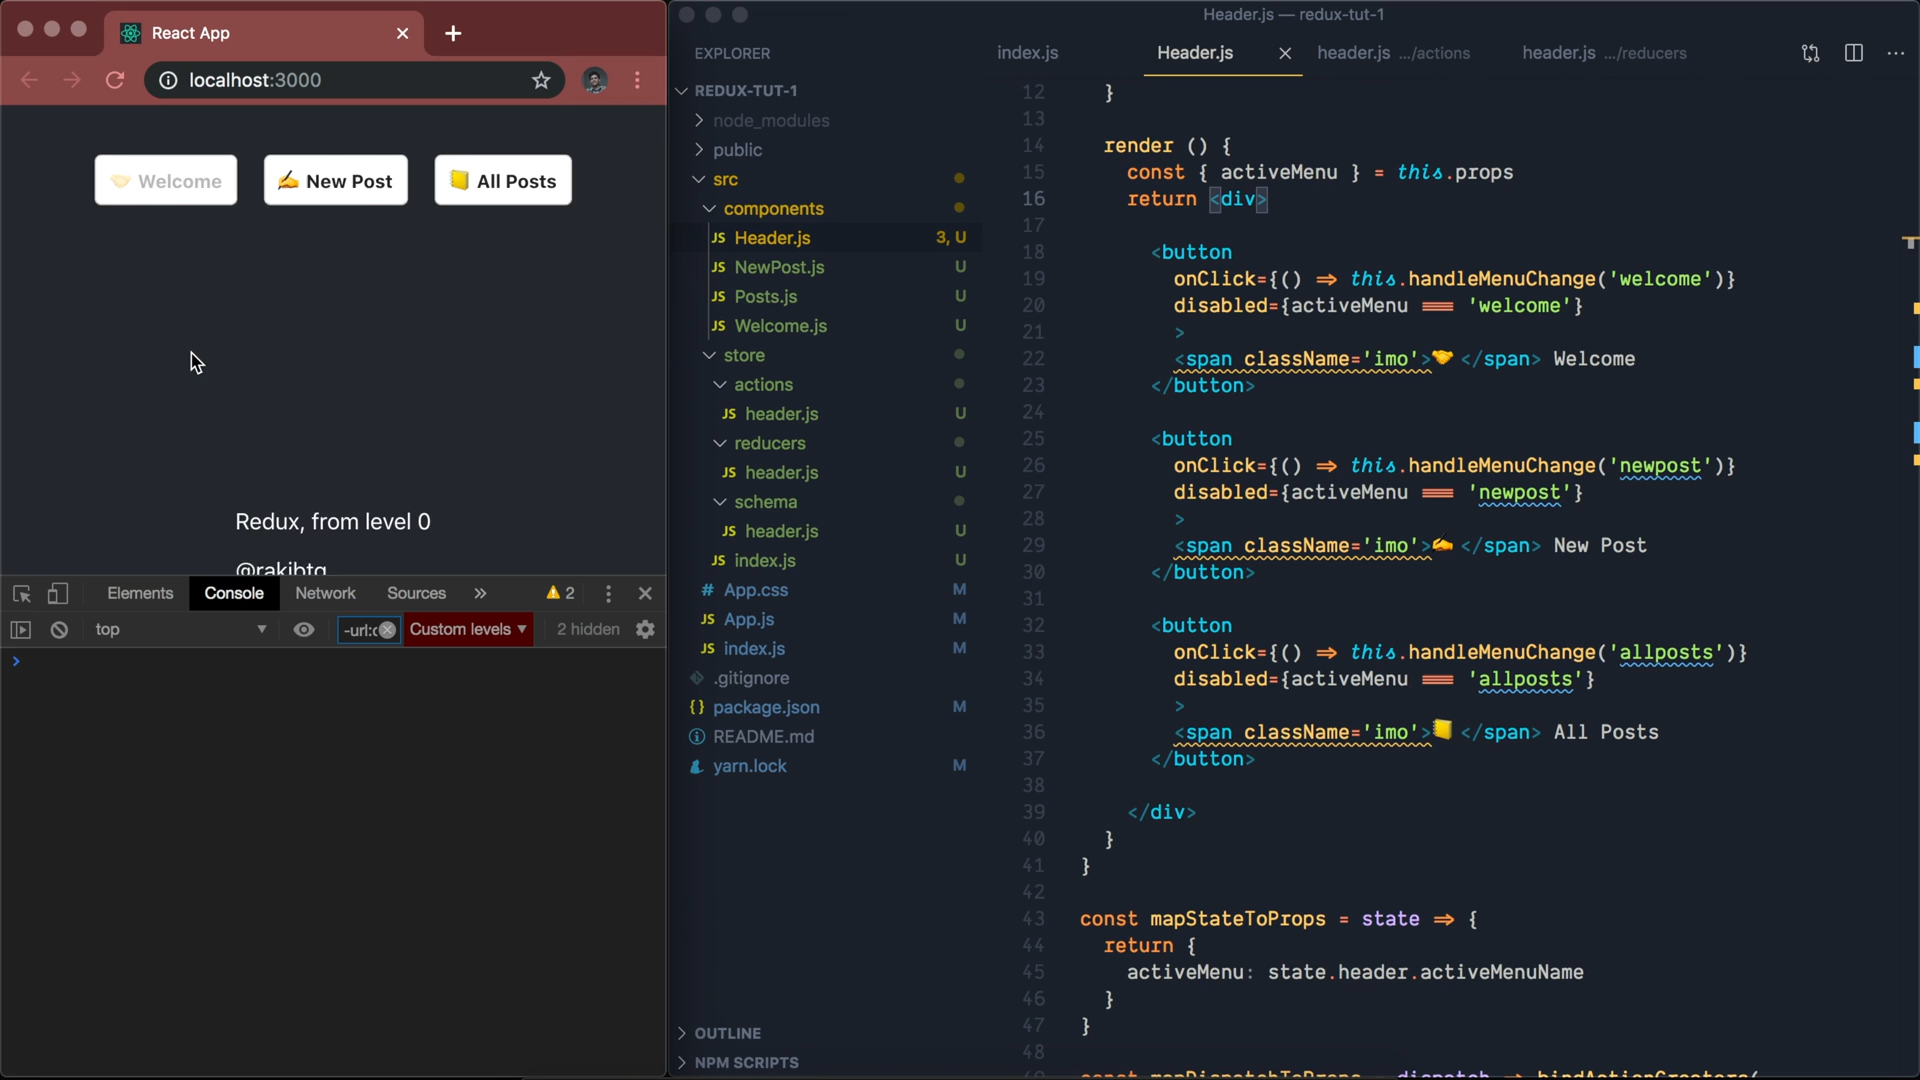 React App
localhost:3000
🤝 Welcome
✍ New Post
📒 All Posts
Redux, from level 0
@rakibtg
Elements Console Network Sources » 2
top -url:c Custom levels ▼ 2 hidden
Header.js — redux-tut-1
EXPLORER
REDUX-TUT-1
node_modules
public
src
components
JS Header.js 3, U
JS NewPost.js U
JS Posts.js U
JS Welcome.js U
store
actions
JS header.js U
reducers
JS header.js U
schema
JS header.js U
JS index.js U
# App.css M
JS App.js M
JS index.js M
.gitignore
{} package.json M
README.md
yarn.lock M
OUTLINE
NPM SCRIPTS
index.js Header.js header.js .../actions header.js .../reducers
12 }
13
14 render () {
15 const { activeMenu } = this.props
16 return <div>
17
18 <button
19 onClick={() => this.handleMenuChange('welcome')}
20 disabled={activeMenu === 'welcome'}
21 >
22 <span className='imo'>🤝 </span> Welcome
23 </button>
24
25 <button
26 onClick={() => this.handleMenuChange('newpost')}
27 disabled={activeMenu === 'newpost'}
28 >
29 <span className='imo'>✍ </span> New Post
30 </button>
31
32 <button
33 onClick={() => this.handleMenuChange('allposts')}
34 disabled={activeMenu === 'allposts'}
35 >
36 <span className='imo'>📒 </span> All Posts
37 </button>
38
39 </div>
40 }
41 }
42
43 const mapStateToProps = state => {
44 return {
45 activeMenu: state.header.activeMenuName
46 }
47 }
48
49 const mapDispatchToProps = dispatch => bindActionCreators(